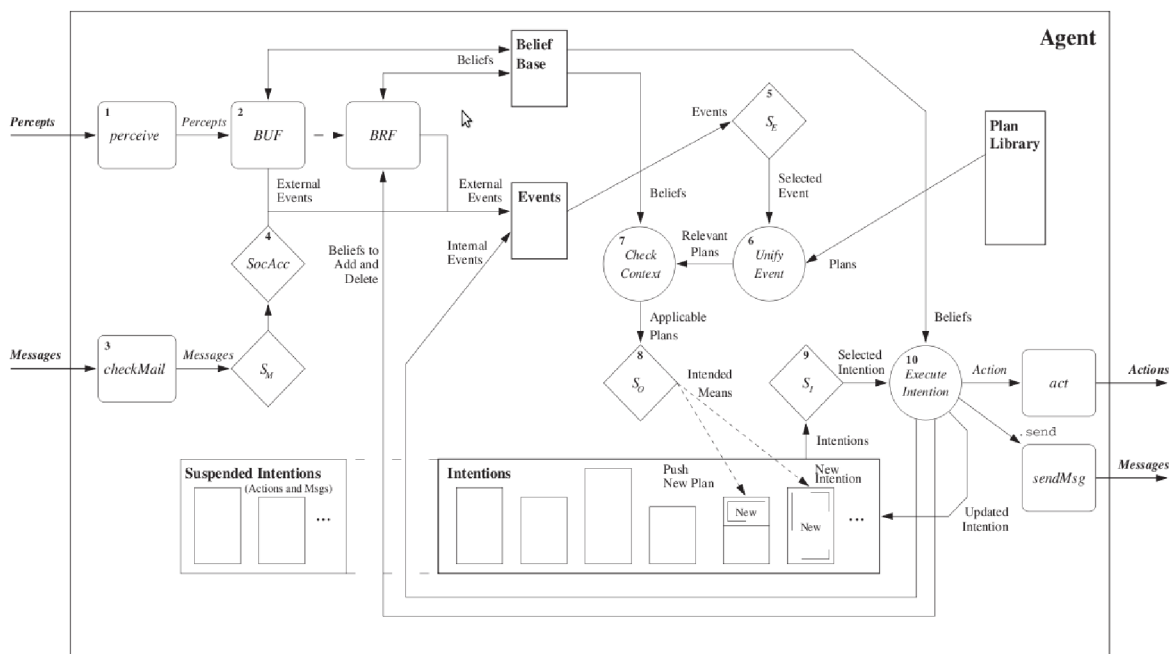 Agent
Belief
Base
Beliefs
Percepts
1
perceive
Percepts
2
BUF
BRF
Events
5
S_E
Plan
Library
External
Events
External
Events
Events
Beliefs
Selected
Event
4
SocAcc
Beliefs to
Add and
Delete
Internal
Events
7
Check
Context
Relevant
Plans
6
Unify
Event
Plans
Messages
3
checkMail
Messages
S_M
Applicable
Plans
8
S_O
Intended
Means
9
S_I
Selected
Intention
Beliefs
10
Execute
Intention
Action
act
Actions
.send
sendMsg
Messages
Intentions
Suspended Intentions
(Actions and Msgs)
...
Intentions
Push
New Plan
New
New
Intention
New
...
Updated
Intention